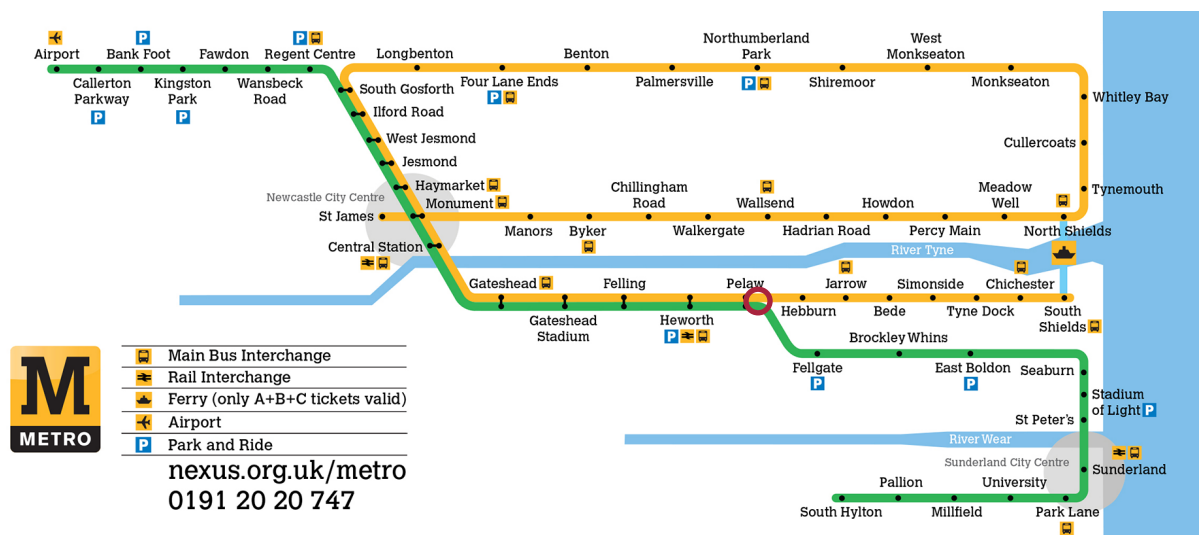 Airport
Bank Foot
Fawdon
Regent Centre
Callerton
Parkway
Kingston
Park
Wansbeck
Road
Longbenton
Benton
Northumberland
Park
West
Monkseaton
South Gosforth
Four Lane Ends
Palmersville
Shiremoor
Monkseaton
Ilford Road
Whitley Bay
West Jesmond
Cullercoats
Jesmond
Haymarket
Newcastle City Centre
Monument
Chillingham
Road
Wallsend
Meadow
Well
Tynemouth
St James
Howdon
Manors
Byker
Walkergate
Hadrian Road
Percy Main
North Shields
Central Station
River Tyne
Gateshead
Felling
Pelaw
Jarrow
Simonside
Chichester
Gateshead
Stadium
Heworth
Hebburn
Bede
Tyne Dock
South
Shields
Brockley Whins
Fellgate
East Boldon
Seaburn
Stadium
of Light
St Peter's
River Wear
Sunderland City Centre
Sunderland
Pallion
University
South Hylton
Millfield
Park Lane
M
METRO
Main Bus Interchange
Rail Interchange
Ferry (only A+B+C tickets valid)
Airport
P Park and Ride
nexus.org.uk/metro
0191 20 20 747